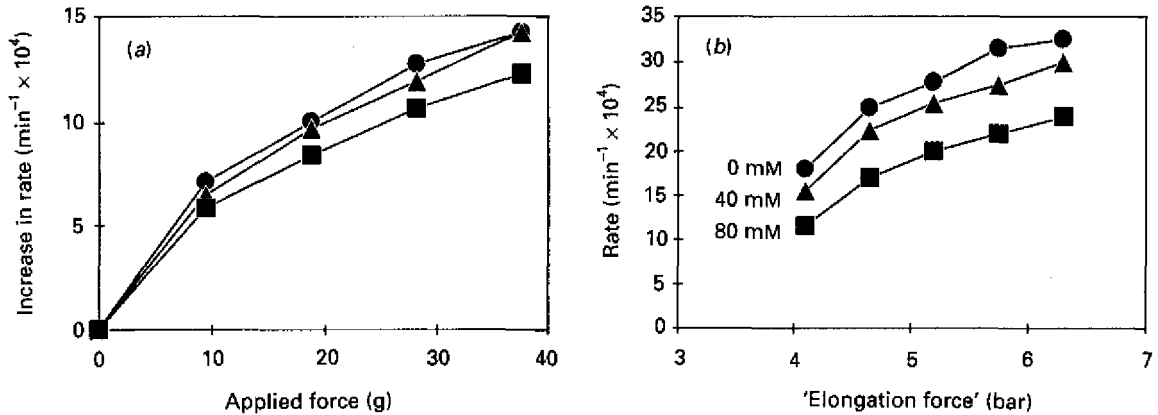 (a)
Increase in rate (min⁻¹ × 10⁴)
15
10
5
0
0 10 20 30 40
Applied force (g)
(b)
Rate (min⁻¹ × 10⁴)
35
30
25
20
15
10
5
0
0 mM
40 mM
80 mM
3 4 5 6 7
'Elongation force' (bar)